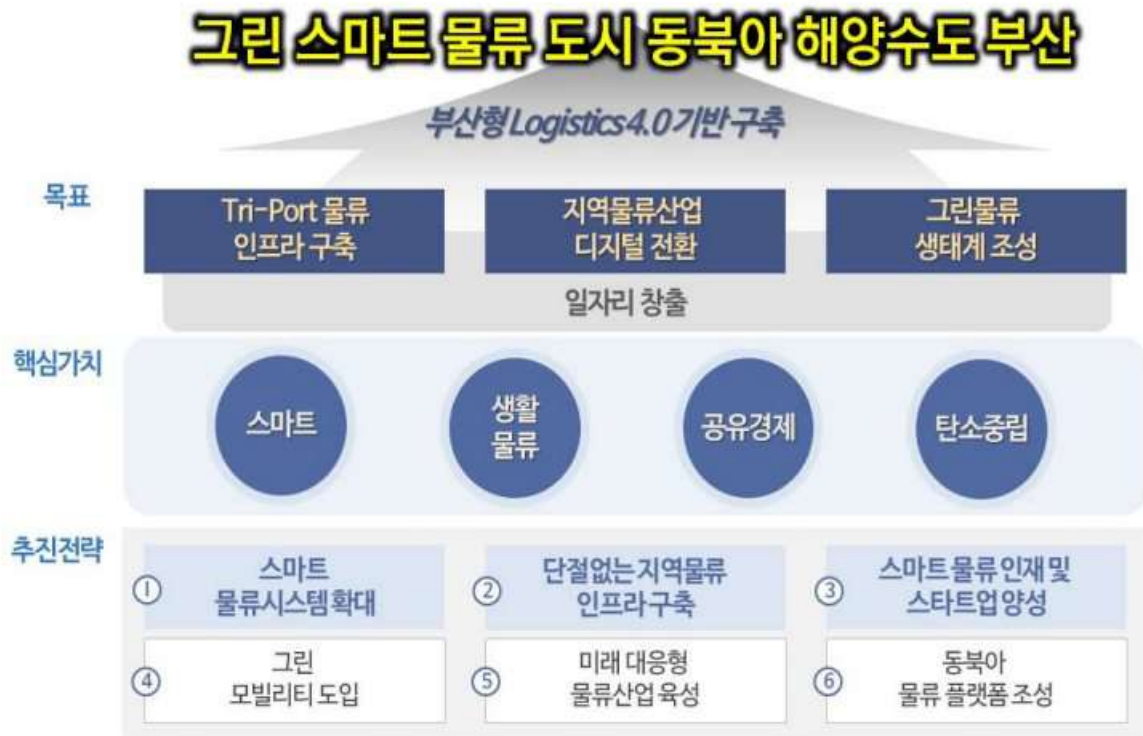 그린 스마트 물류 도시 동북아 해양수도 부산
부산형 Logistics 4.0 기반 구축
목표
Tri-Port 물류
인프라 구축
지역물류산업
디지털 전환
그린물류
생태계 조성
일자리 창출
핵심가치
스마트
생활
물류
공유경제
탄소중립
추진전략
①
스마트
물류시스템 확대
②
단절없는 지역물류
인프라 구축
③
스마트 물류 인재 및
스타트업 양성
④
그린
모빌리티 도입
⑤
미래 대응형
물류산업 육성
⑥
동북아
물류 플랫폼 조성